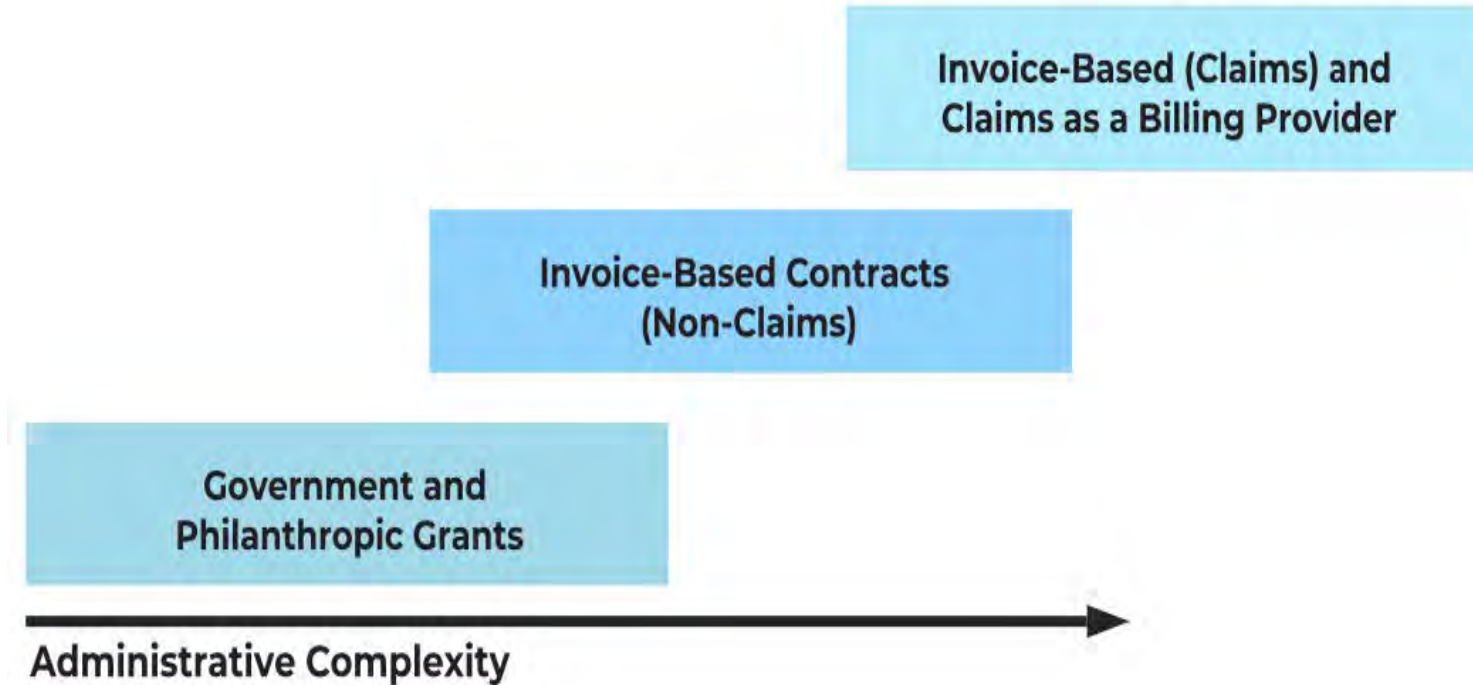 Invoice-Based (Claims) and
Claims as a Billing Provider
Invoice-Based Contracts
(Non-Claims)
Government and
Philanthropic Grants
Administrative Complexity